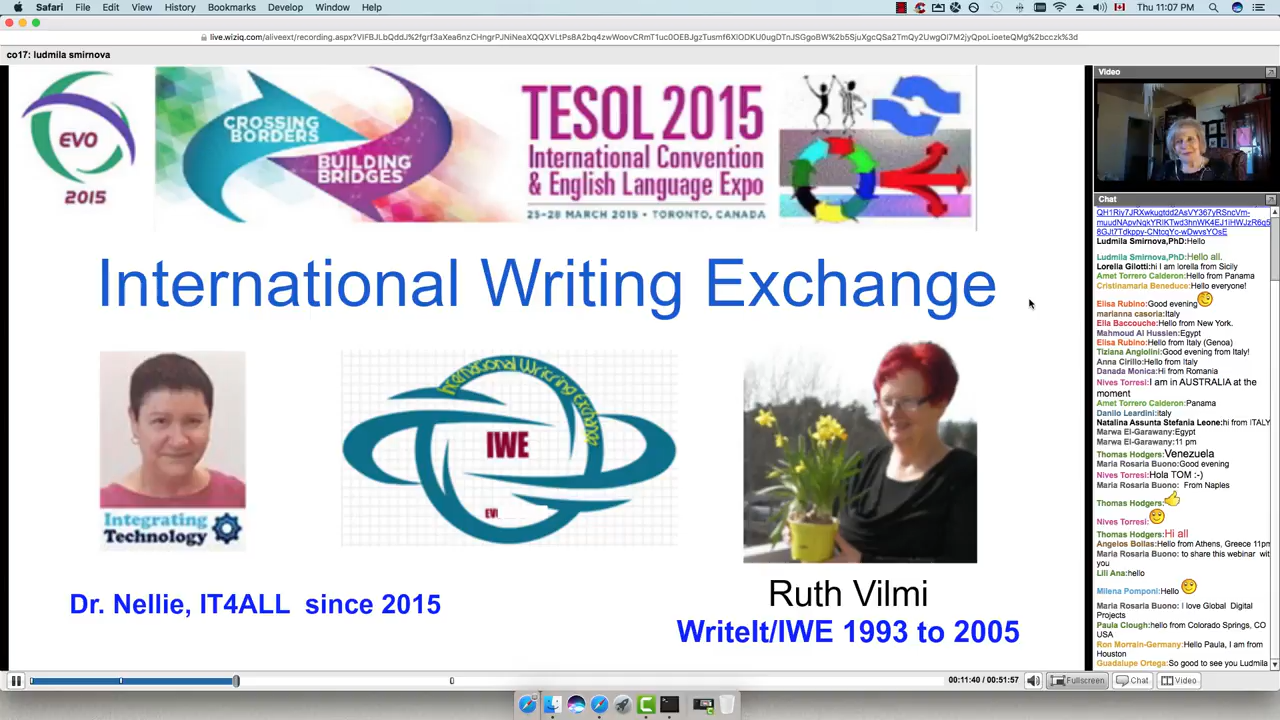 Safari File Edit View History Bookmarks Develop Window Help
Thu 11:07 PM
co17: ludmila smirnova
EVO
2015
CROSSING
BORDERS
BUILDING
BRIDGES
TESOL 2015
International Convention
& English Language Expo
25–28 MARCH 2015 • TORONTO, CANADA
International Writing Exchange
Integrating
Technology
IWE
Dr. Nellie, IT4ALL since 2015
Ruth Vilmi
WriteIt/IWE 1993 to 2005
00:11:40 / 00:51:57
Fullscreen
Chat
Video
Video
Chat
Ludmila Smirnova,PhD:Hello
Ludmila Smirnova,PhD:Hello all.
Lorella Gilotti:hi I am lorella from Sicily
Amet Torrero Calderon:Hello from Panama
Cristinamaria Beneduce:Hello everyone!
Elisa Rubino:Good evening
marianna casoria:Italy
Ella Baccouche:Hello from New York.
Mahmoud Al Hussien:Egypt
Elisa Rubino:Hello from Italy (Genoa)
Tiziana Angiolini:Good evening from Italy!
Anna Cirillo:Hello from Italy
Danada Monica:Hi from Romania
Nives Torresi:I am in AUSTRALIA at the
moment
Amet Torrero Calderon:Panama
Danilo Leardini:italy
Natalina Assunta Stefania Leone:hi from ITALY
Marwa El-Garawany:Egypt
Marwa El-Garawany:11 pm
Thomas Hodgers:Venezuela
Maria Rosaria Buono:Good evening
Nives Torresi:Hola TOM :-)
Maria Rosaria Buono: From Naples
Thomas Hodgers:
Nives Torresi:
Thomas Hodgers:Hi all
Angelos Bollas:Hello from Athens, Greece 11pm
Maria Rosaria Buono: to share this webinar wit
you
Lili Ana:hello
Milena Pomponi:Hello
Maria Rosaria Buono: I love Global Digital
Projects
Paula Clough:hello from Colorado Springs, CO
USA
Ron Morrain-Germany:Hello Paula, I am from
Houston
Guadalupe Ortega:So good to see you Ludmila